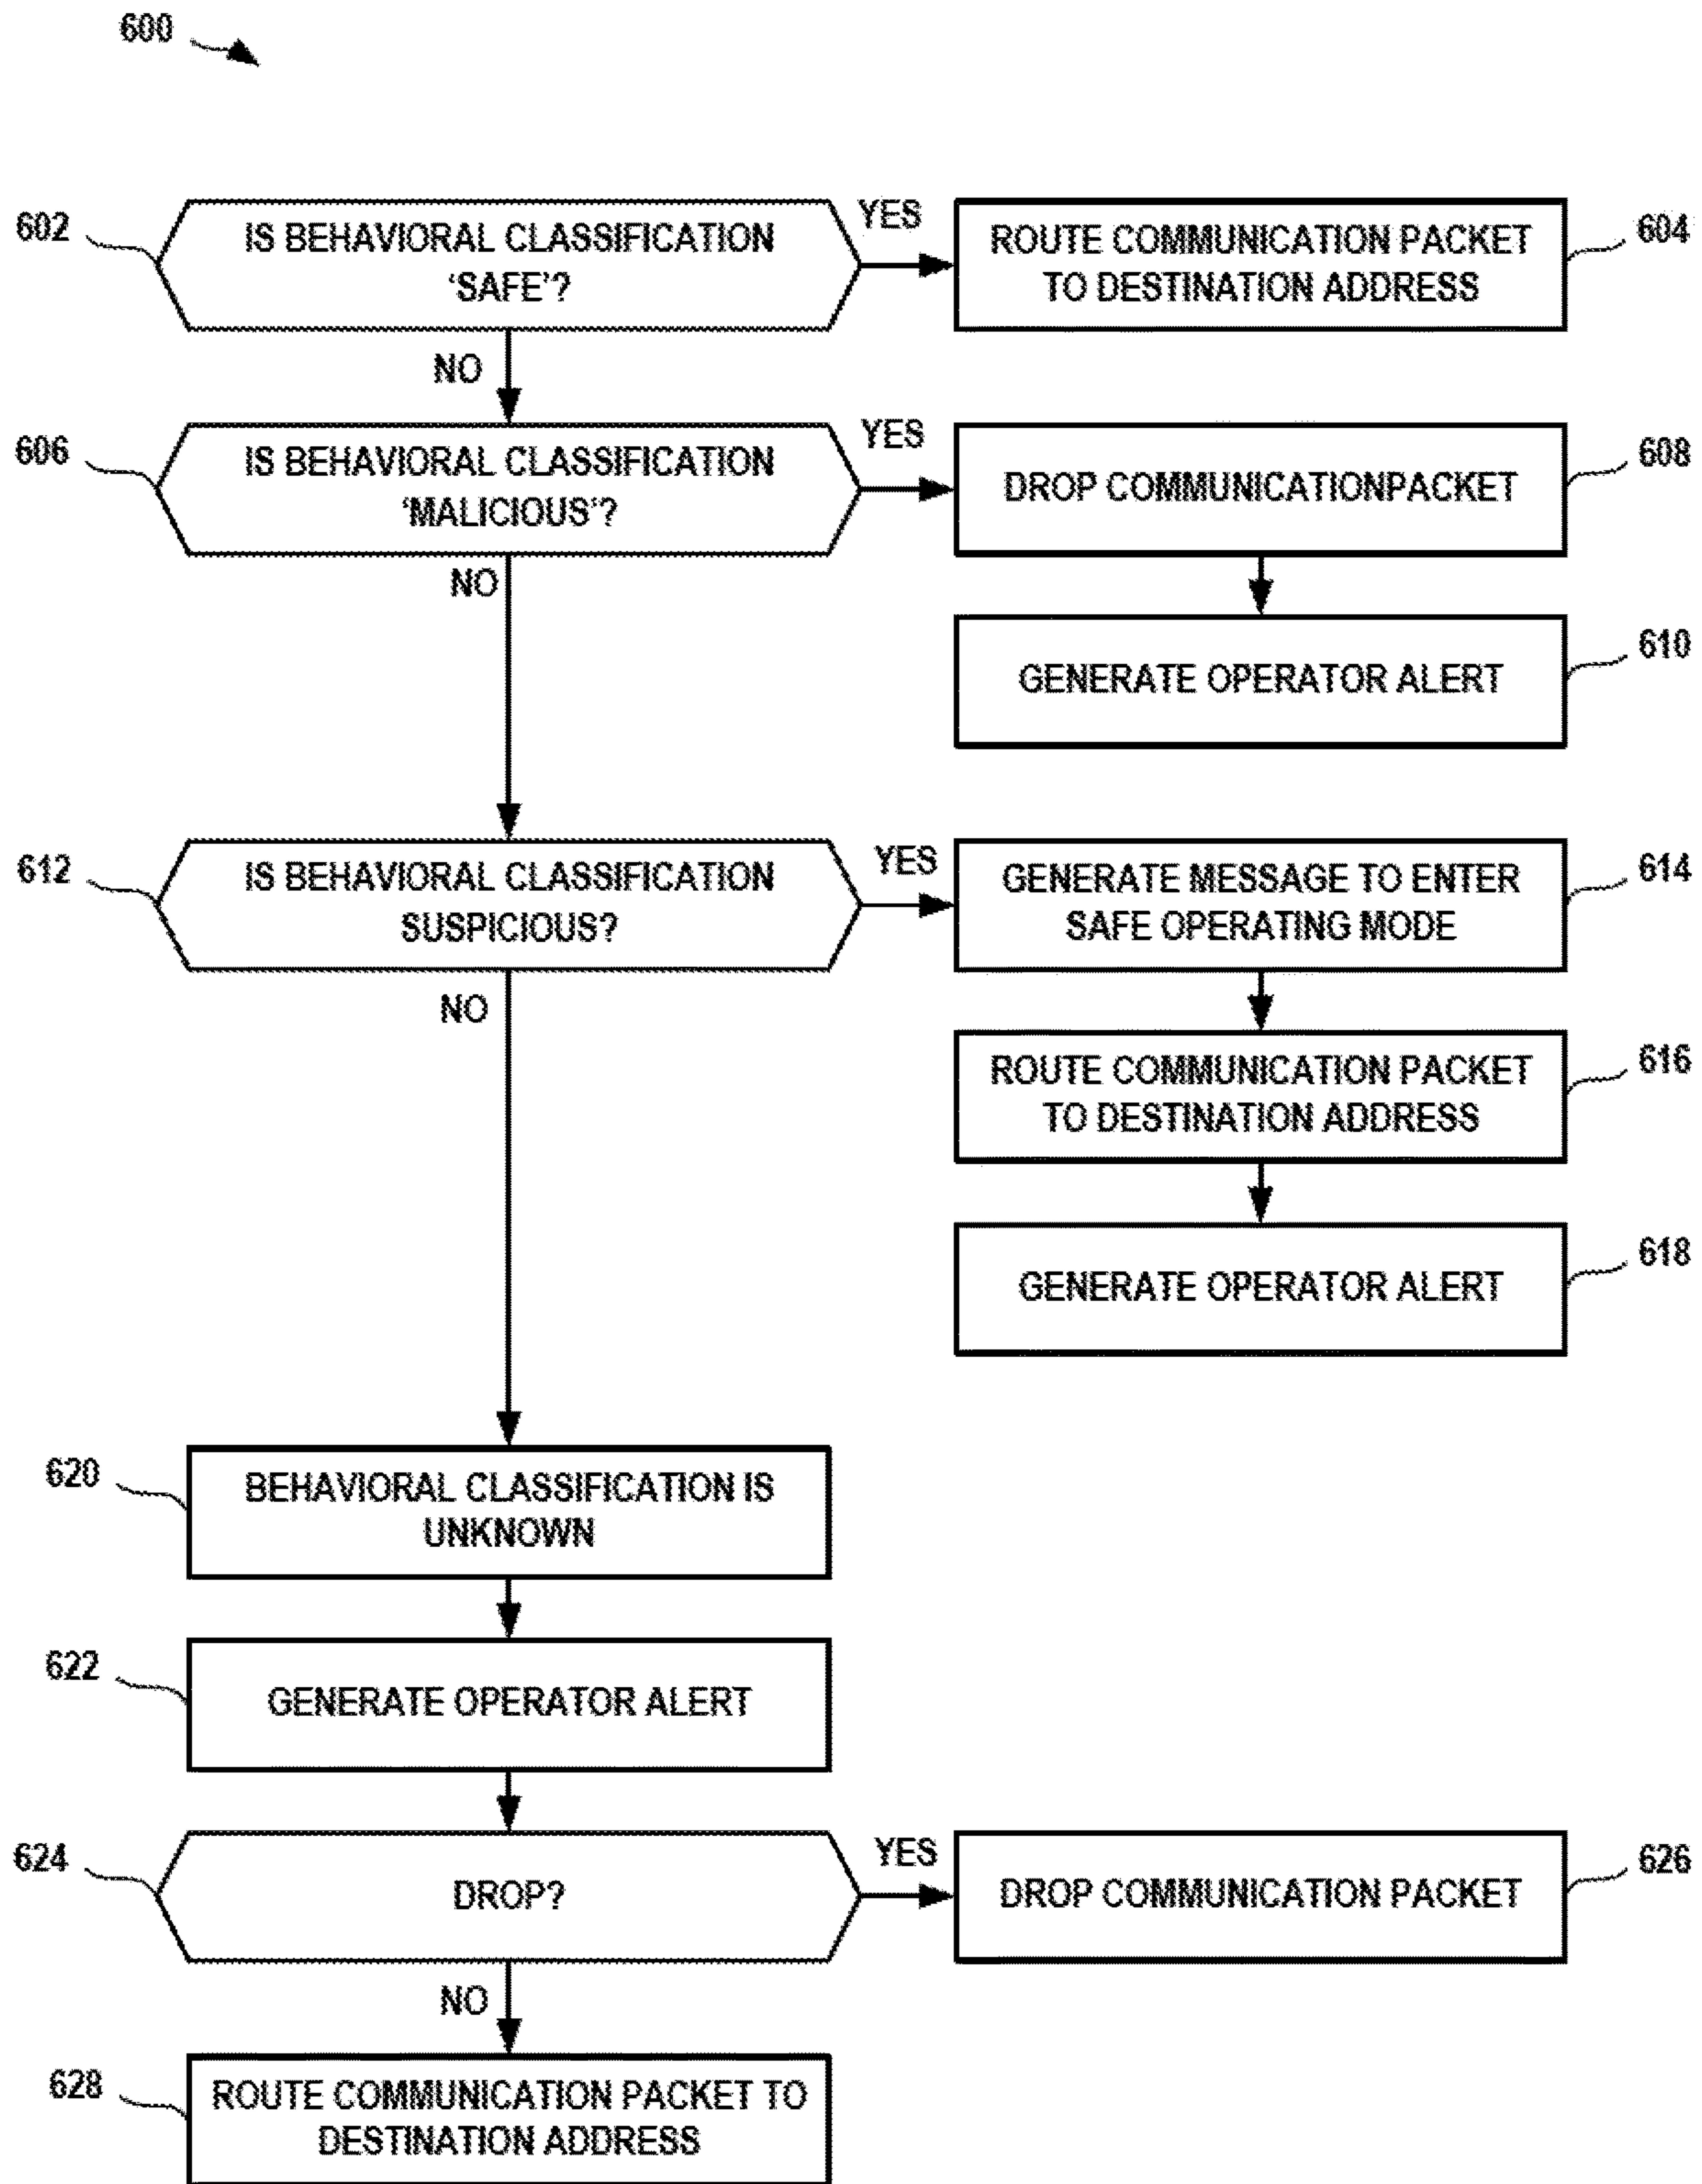 600
602
IS BEHAVIORAL CLASSIFICATION
'SAFE'?
YES
ROUTE COMMUNICATION PACKET
TO DESTINATION ADDRESS
604
NO
606
IS BEHAVIORAL CLASSIFICATION
'MALICIOUS'?
YES
DROP COMMUNICATIONPACKET
608
NO
GENERATE OPERATOR ALERT
610
612
IS BEHAVIORAL CLASSIFICATION
SUSPICIOUS?
YES
GENERATE MESSAGE TO ENTER
SAFE OPERATING MODE
614
NO
ROUTE COMMUNICATION PACKET
TO DESTINATION ADDRESS
616
GENERATE OPERATOR ALERT
618
620
BEHAVIORAL CLASSIFICATION IS
UNKNOWN
622
GENERATE OPERATOR ALERT
624
DROP?
YES
DROP COMMUNICATION PACKET
626
NO
628
ROUTE COMMUNICATION PACKET TO
DESTINATION ADDRESS